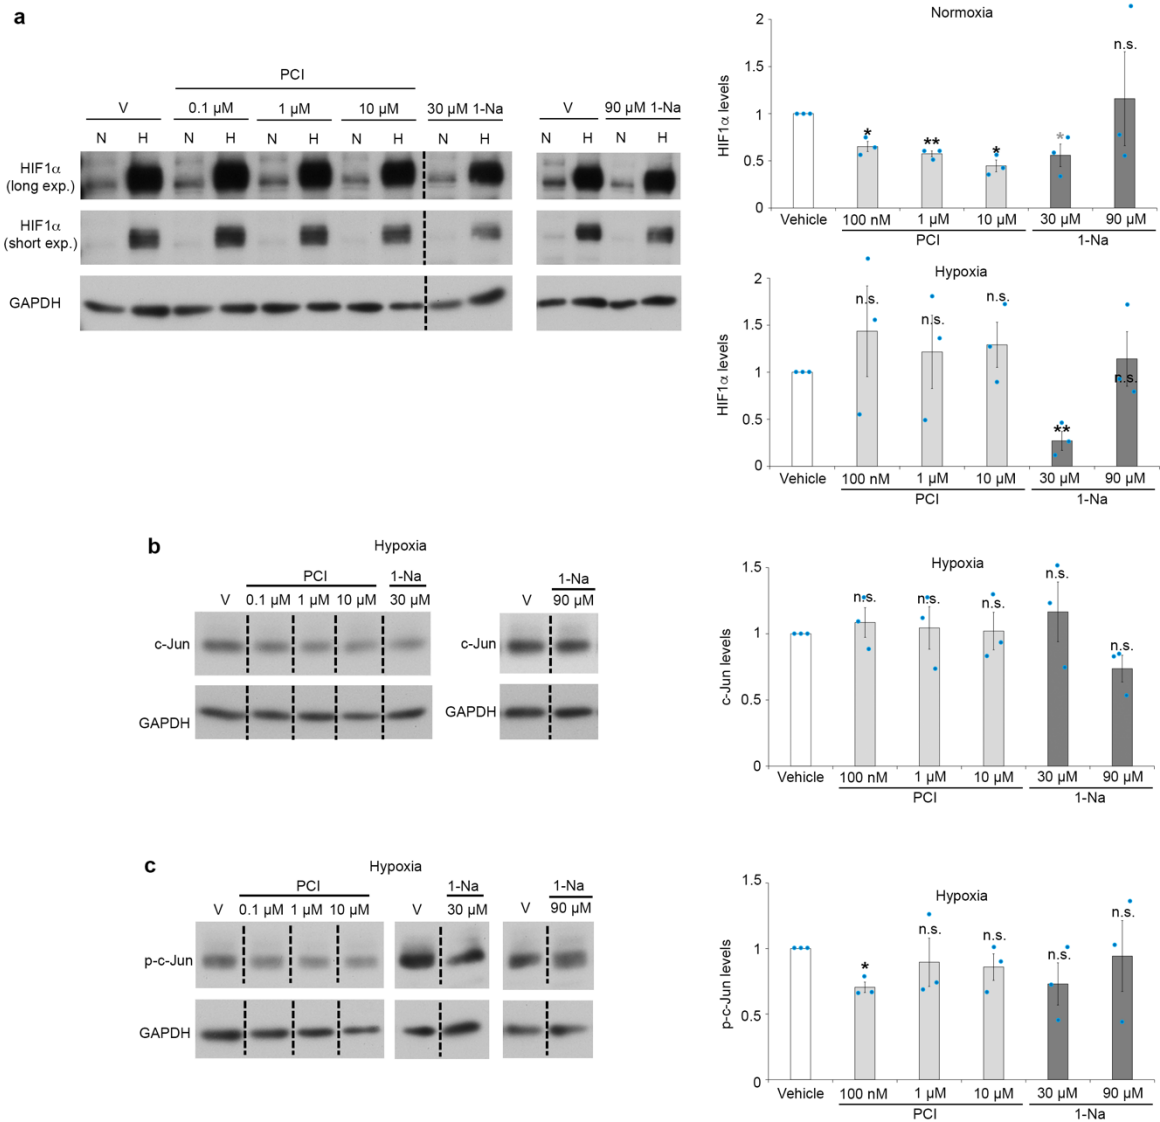 a
PCI
V 0.1 µM 1 µM 10 µM 30 µM 1-Na V 90 µM 1-Na
N H N H N H N H N H N H N H
HIF1α
(long exp.)
HIF1α
(short exp.)
GAPDH
Normoxia
HIF1α levels
2
1.5
1
0.5
0
* ** * * n.s.
Vehicle 100 nM 1 µM 10 µM 30 µM 90 µM
PCI 1-Na
Hypoxia
HIF1α levels
2
1.5
1
0.5
0
n.s. n.s. n.s. ** n.s.
Vehicle 100 nM 1 µM 10 µM 30 µM 90 µM
PCI 1-Na
b
Hypoxia
PCI 1-Na 1-Na
V 0.1 µM 1 µM 10 µM 30 µM V 90 µM
c-Jun c-Jun
GAPDH GAPDH
Hypoxia
c-Jun levels
1.5
1
0.5
0
n.s. n.s. n.s. n.s. n.s.
Vehicle 100 nM 1 µM 10 µM 30 µM 90 µM
PCI 1-Na
c
Hypoxia
PCI 1-Na 1-Na
V 0.1 µM 1 µM 10 µM V 30 µM V 90 µM
p-c-Jun
GAPDH
Hypoxia
p-c-Jun levels
1.5
1
0.5
0
* n.s. n.s. n.s. n.s.
Vehicle 100 nM 1 µM 10 µM 30 µM 90 µM
PCI 1-Na